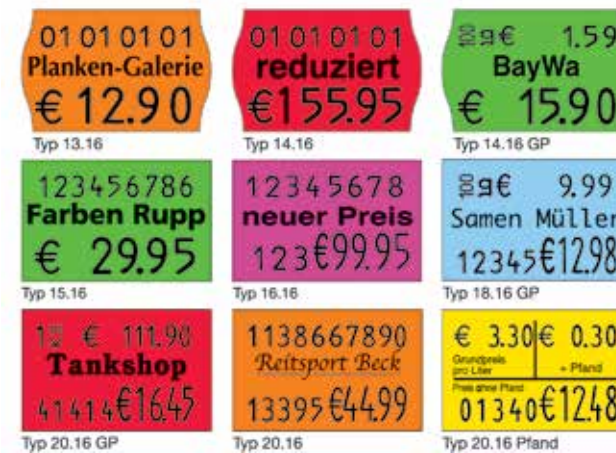 01 01 01 01
Planken-Galerie
€ 12.90
Typ 13.16
01 01 01 01
reduziert
€155.95
Typ 14.16
100 g € 1.59
BayWa
€ 15.90
Typ 14.16 GP
123456786
Farben Rupp
€ 29.95
Typ 15.16
12345678
neuer Preis
123€99.95
Typ 16.16
100 g € 9.99
Samen Müller
12345€12.98
Typ 18.16 GP
€ 111.90
Tankshop
41414€16.45
Typ 20.16 GP
1138667890
Reitsport Beck
13395€44.99
Typ 20.16
€ 3.30 € 0.30
Grundpreis
pro Liter + Pfand
Preis ohne Pfand
01340€12.48
Typ 20.16 Pfand